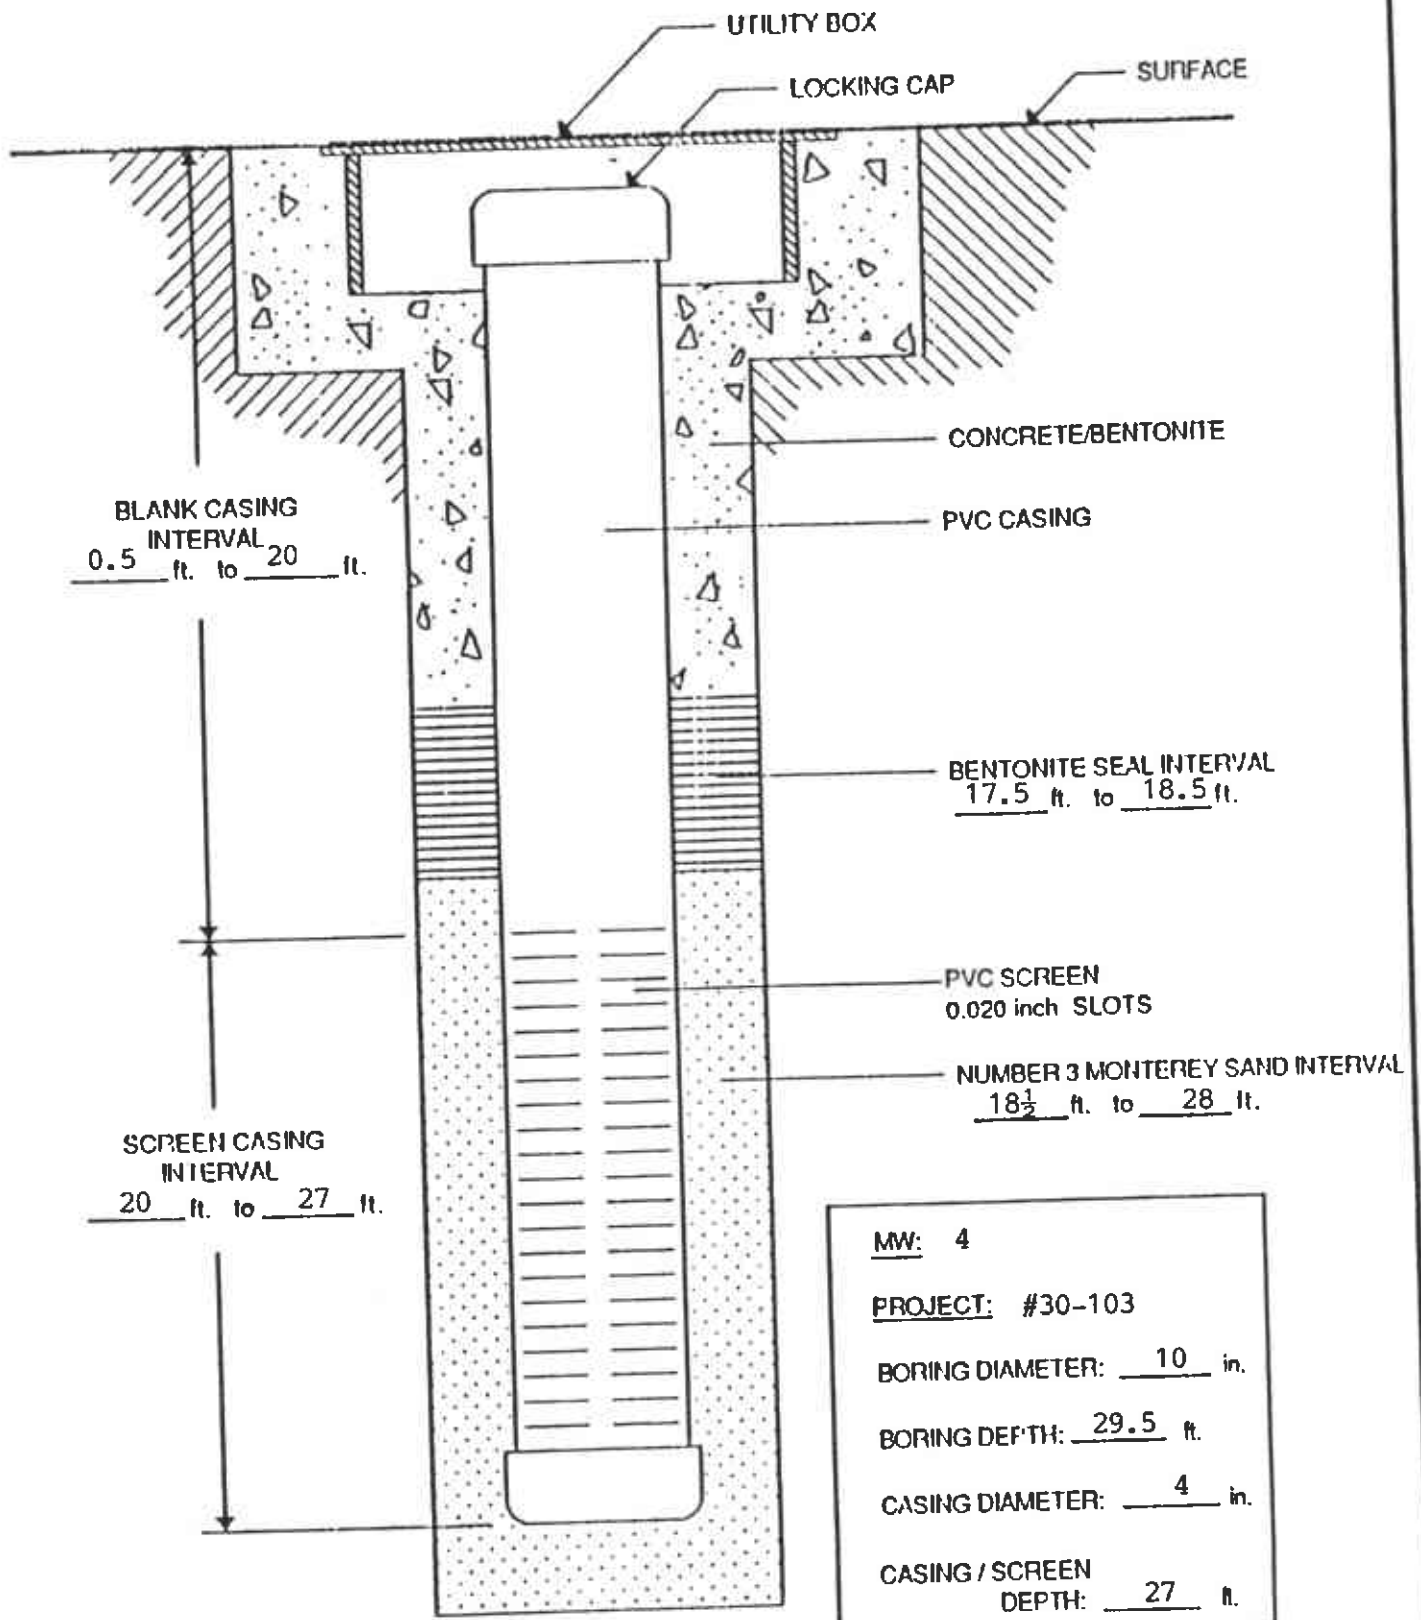 UTILITY BOX
SURFACE
LOCKING CAP
CONCRETE/BENTONITE
BLANK CASING
INTERVAL
0.5 ft. to 20 ft.
PVC CASING
BENTONITE SEAL INTERVAL
17.5 ft. to 18.5 ft.
PVC SCREEN
0.020 inch SLOTS
NUMBER 3 MONTEREY SAND INTERVAL
18½ ft. to 28 ft.
SCREEN CASING
INTERVAL
20 ft. to 27 ft.
MW: 4
PROJECT: #30-103
BORING DIAMETER: 10 in.
BORING DEPTH: 29.5 ft.
CASING DIAMETER: 4 in.
CASING / SCREEN
DEPTH: 27 ft.